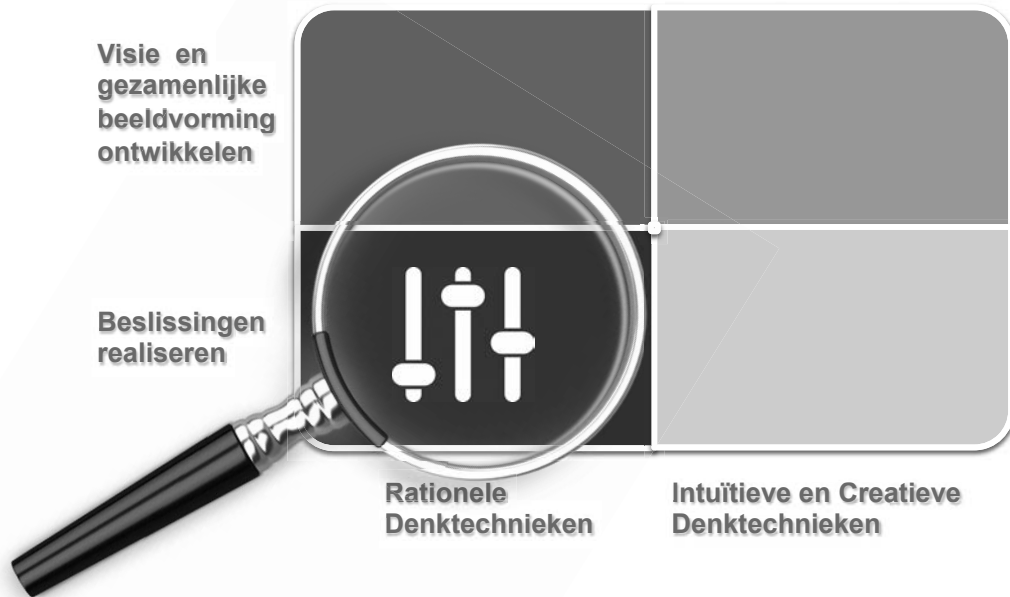 Visie en
gezamenlijke
beeldvorming
ontwikkelen
Beslissingen
realiseren
Rationele
Denktechnieken
Intuïtieve en Creatieve
Denktechnieken